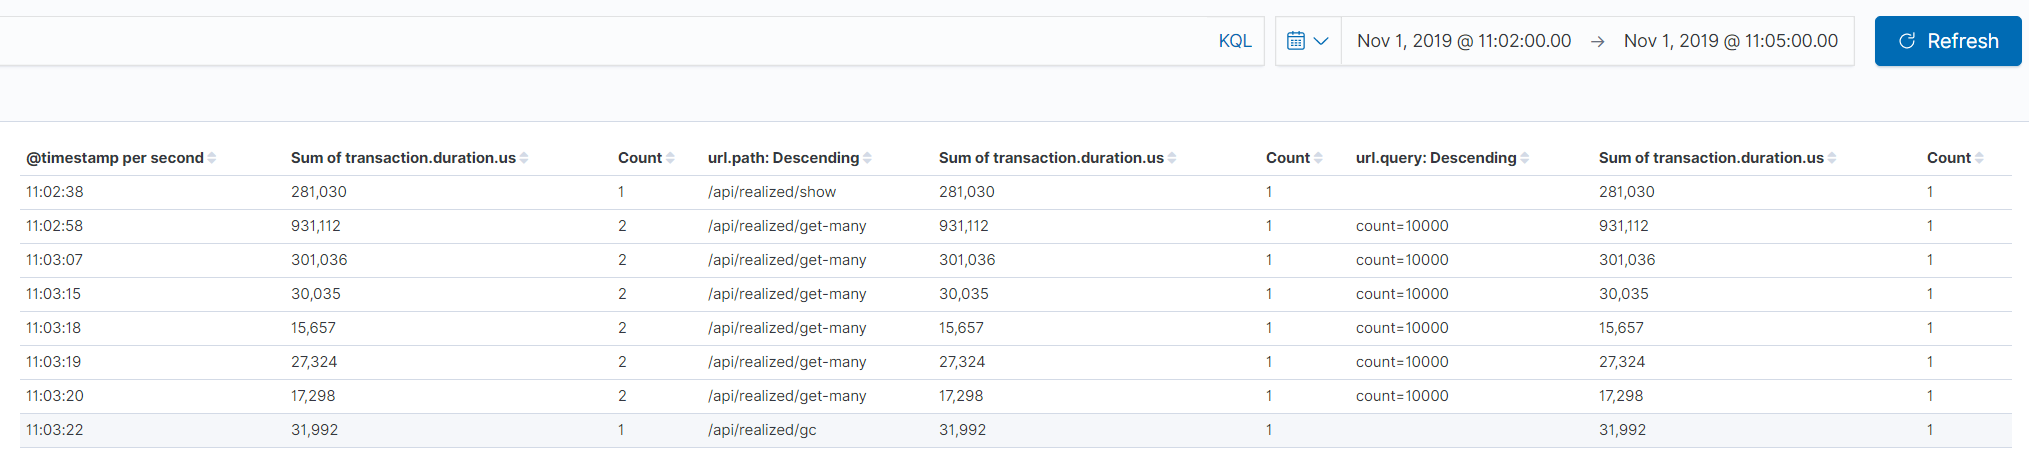 KQL Nov 1, 2019 @ 11:02:00.00 → Nov 1, 2019 @ 11:05:00.00 Refresh
@timestamp per second Sum of transaction.duration.us Count url.path: Descending Sum of transaction.duration.us Count url.query: Descending Sum of transaction.duration.us Count
11:02:38 281,030 1 /api/realized/show 281,030 1 281,030 1
11:02:58 931,112 2 /api/realized/get-many 931,112 1 count=10000 931,112 1
11:03:07 301,036 2 /api/realized/get-many 301,036 1 count=10000 301,036 1
11:03:15 30,035 2 /api/realized/get-many 30,035 1 count=10000 30,035 1
11:03:18 15,657 2 /api/realized/get-many 15,657 1 count=10000 15,657 1
11:03:19 27,324 2 /api/realized/get-many 27,324 1 count=10000 27,324 1
11:03:20 17,298 2 /api/realized/get-many 17,298 1 count=10000 17,298 1
11:03:22 31,992 1 /api/realized/gc 31,992 1 31,992 1